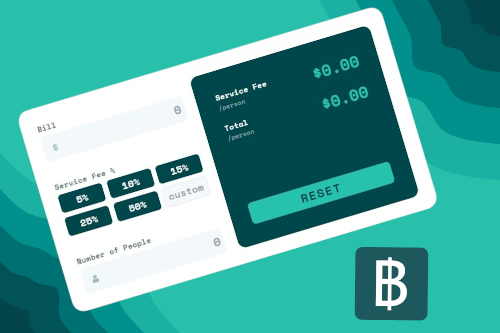 Bill
$
0
Service Fee %
5%
10%
15%
25%
50%
custom
Number of People
0
Service Fee
/person
$0.00
Total
/person
$0.00
RESET
฿